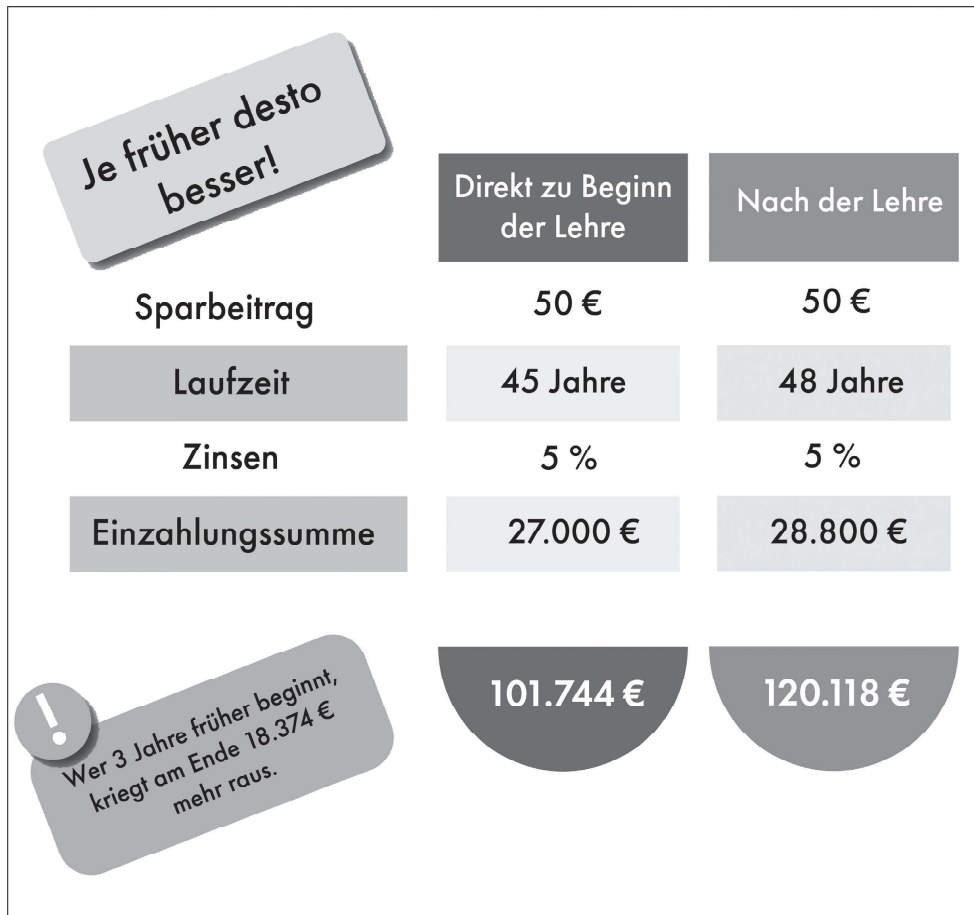 Je früher desto
besser!
Direkt zu Beginn
der Lehre
Nach der Lehre
Sparbeitrag
50 €
50 €
Laufzeit
45 Jahre
48 Jahre
Zinsen
5 %
5 %
Einzahlungssumme
27.000 €
28.800 €
!
Wer 3 Jahre früher beginnt,
kriegt am Ende 18.374 €
mehr raus.
101.744 €
120.118 €